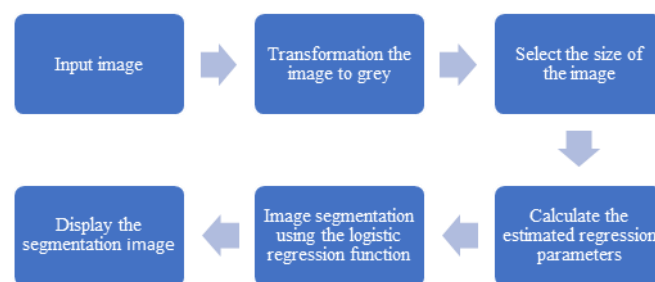 Input image
Transformation the
image to grey
Select the size of
the image
Calculate the
estimated regression
parameters
Image segmentation
using the logistic
regression function
Display the
segmentation image